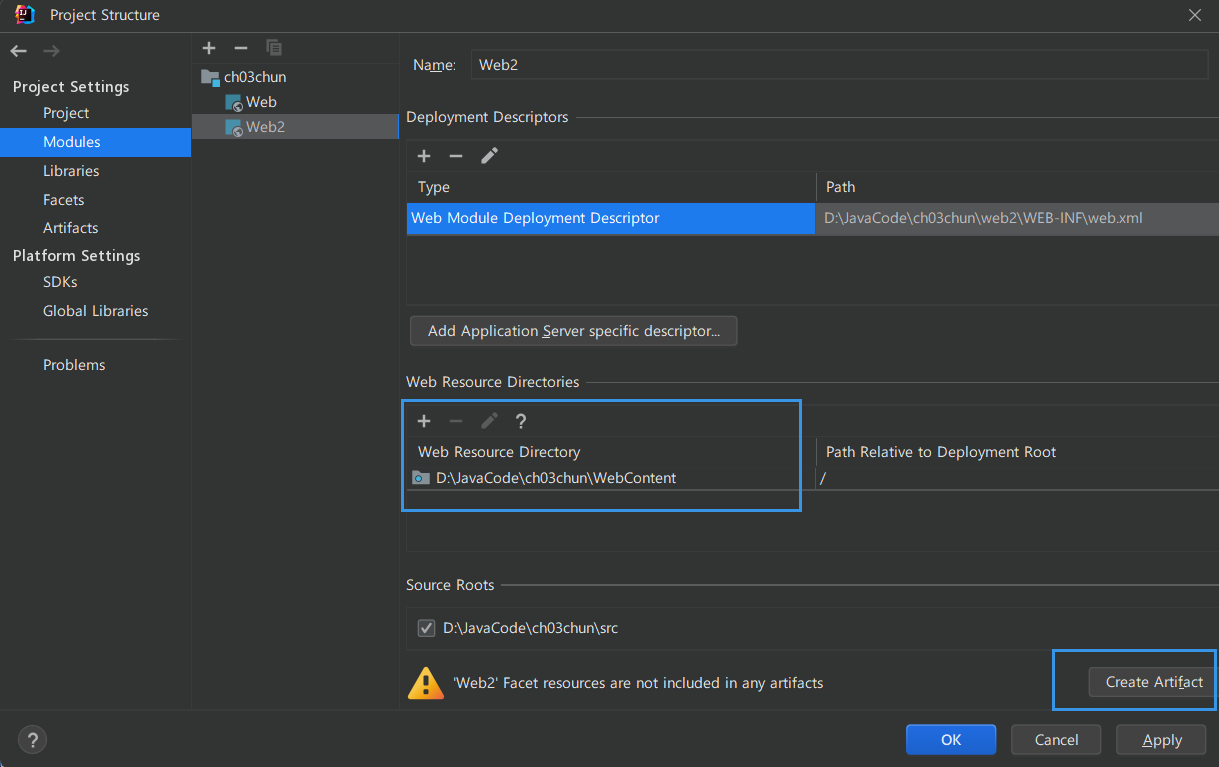 Project Structure
Project Settings
Project
Modules
Libraries
Facets
Artifacts
Platform Settings
SDKs
Global Libraries
Problems
ch03chun
Web
Web2
Name: Web2
Deployment Descriptors
Type Path
Web Module Deployment Descriptor D:\JavaCode\ch03chun\web2\WEB-INF\web.xml
Add Application Server specific descriptor...
Web Resource Directories
Web Resource Directory Path Relative to Deployment Root
D:\JavaCode\ch03chun\WebContent /
Source Roots
D:\JavaCode\ch03chun\src
'Web2' Facet resources are not included in any artifacts Create Artifact
OK Cancel Apply